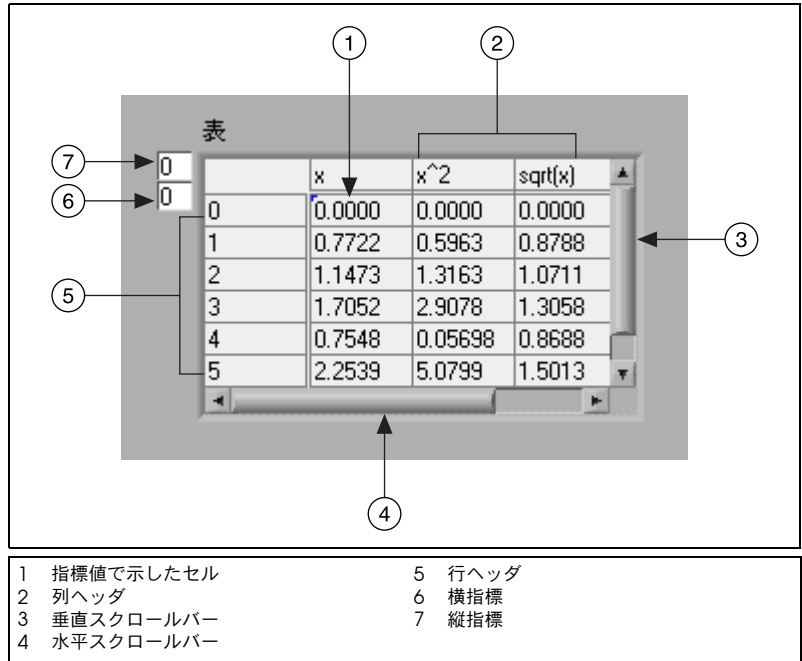 1 2
表
7 0
6 0
x x^2 sqrt(x)
0 0.0000 0.0000 0.0000
1 0.7722 0.5963 0.8788
3
2 1.1473 1.3163 1.0711
5
3 1.7052 2.9078 1.3058
4 0.7548 0.05698 0.8688
5 2.2539 5.0799 1.5013
4
1 指標値で示したセル
2 列ヘッダ
3 垂直スクロールバー
4 水平スクロールバー
5 行ヘッダ
6 横指標
7 縦指標